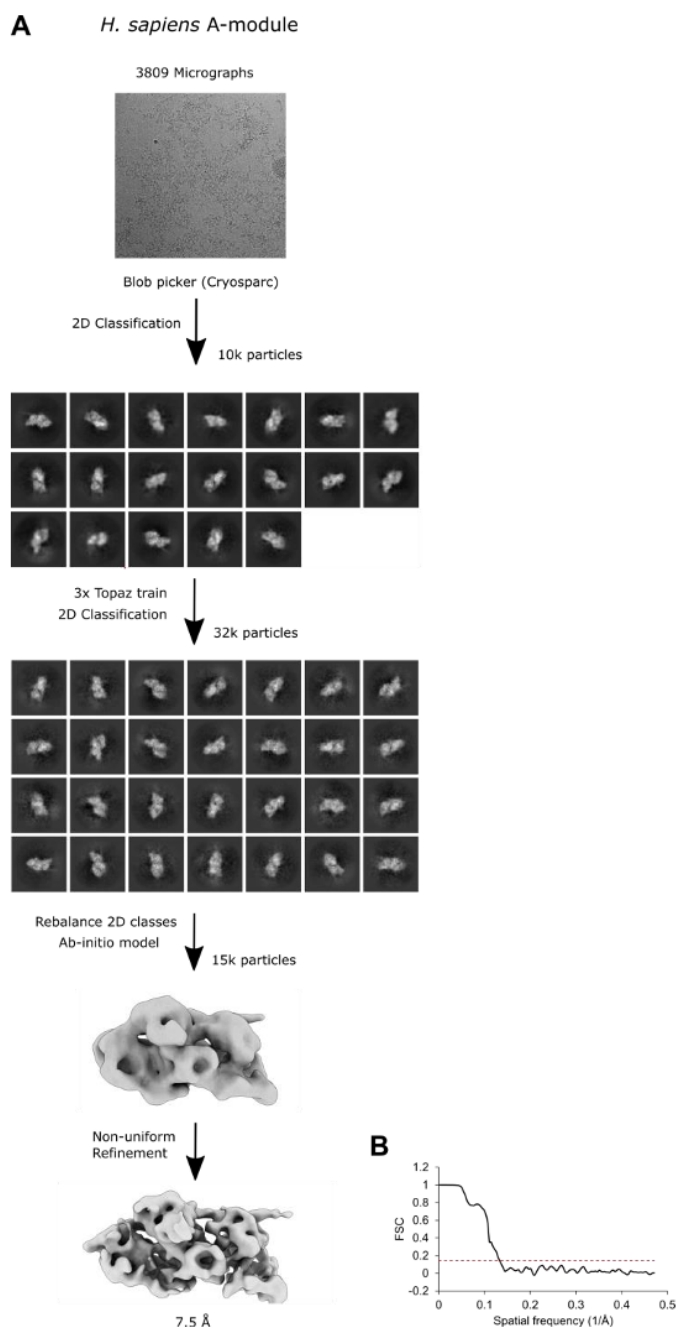 A
H. sapiens A-module
3809 Micrographs
Blob picker (Cryosparc)
2D Classification
10k particles
3x Topaz train
2D Classification
32k particles
Rebalance 2D classes
Ab-initio model
15k particles
Non-uniform
Refinement
7.5 Å
B
1.2
1
0.8
0.6
0.4
0.2
0
-0.2
FSC
0 0.1 0.2 0.3 0.4 0.5
Spatial frequency (1/Å)